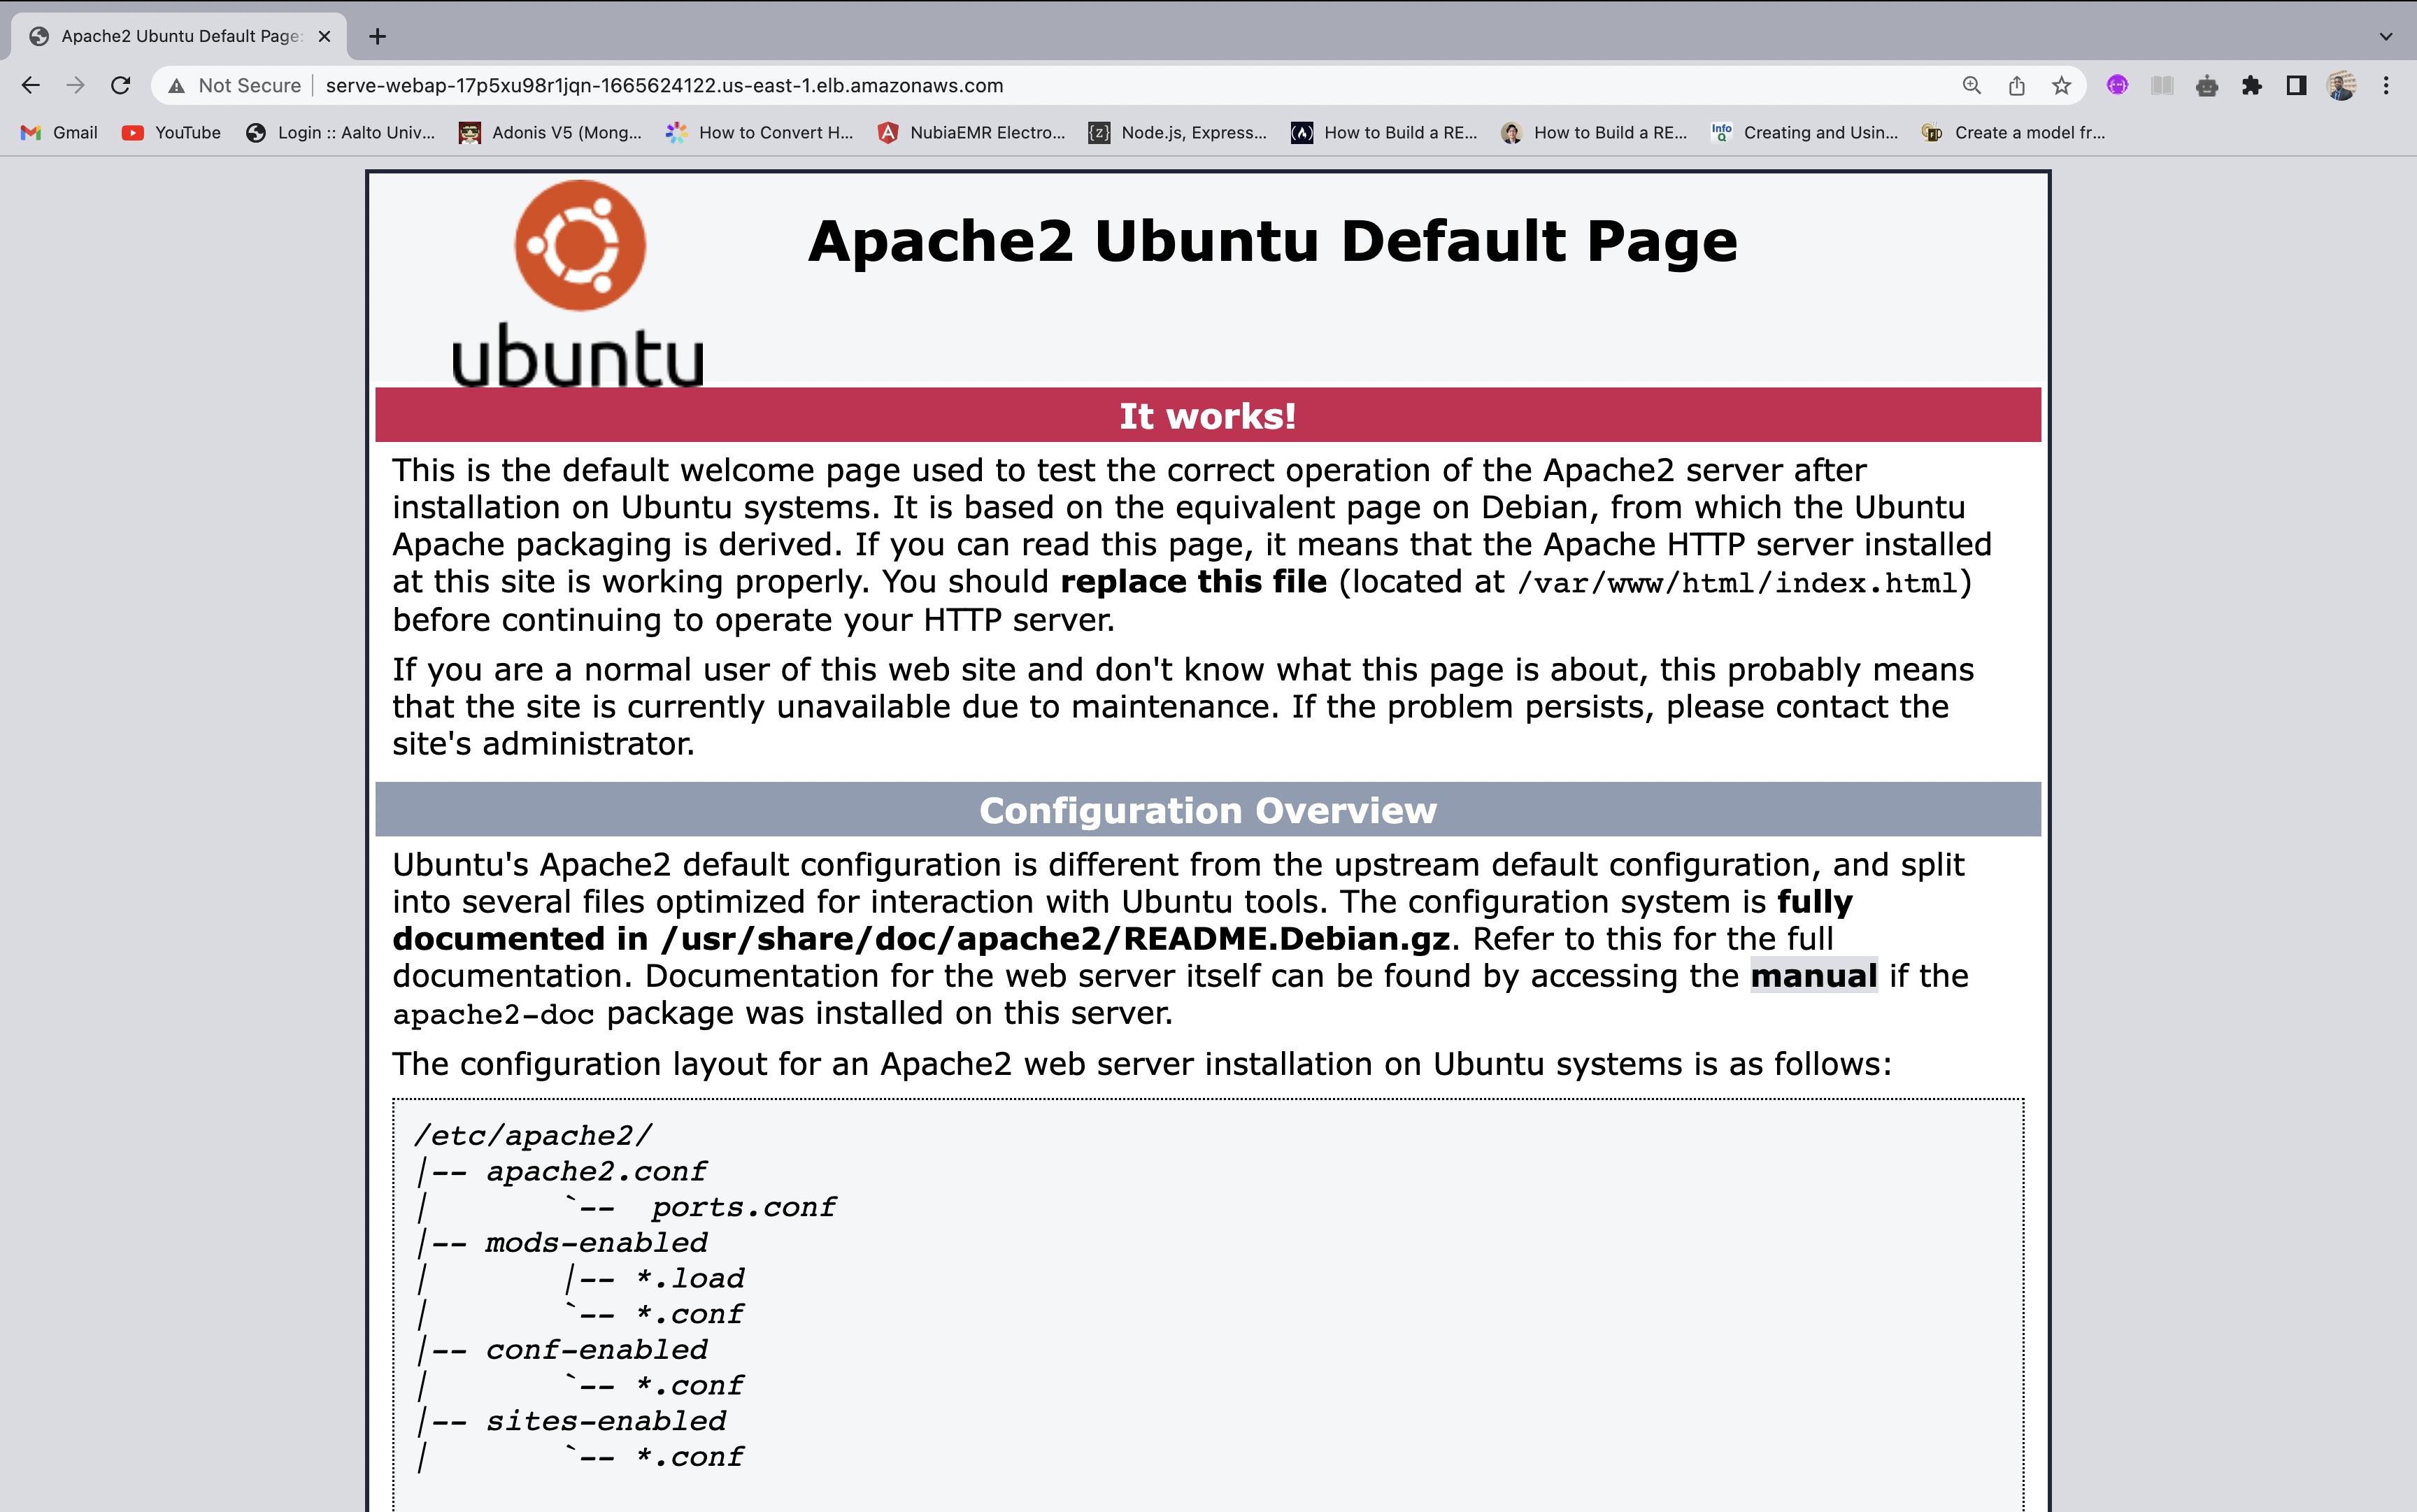 Apache2 Ubuntu Default Page:
Not Secure
serve-webap-17p5xu98r1jqn-1665624122.us-east-1.elb.amazonaws.com
Gmail
YouTube
Login :: Aalto Univ...
Adonis V5 (Mong...
How to Convert H...
NubiaEMR Electro...
{z}
Node.js, Express...
How to Build a RE...
How to Build a RE...
Info
Q
Creating and Usin...
Create a model fr...
ubuntu
Apache2 Ubuntu Default Page
It works!
This is the default welcome page used to test the correct operation of the Apache2 server after
installation on Ubuntu systems. It is based on the equivalent page on Debian, from which the Ubuntu
Apache packaging is derived. If you can read this page, it means that the Apache HTTP server installed
at this site is working properly. You should replace this file (located at /var/www/html/index.html)
before continuing to operate your HTTP server.
If you are a normal user of this web site and don't know what this page is about, this probably means
that the site is currently unavailable due to maintenance. If the problem persists, please contact the
site's administrator.
Configuration Overview
Ubuntu's Apache2 default configuration is different from the upstream default configuration, and split
into several files optimized for interaction with Ubuntu tools. The configuration system is fully
documented in /usr/share/doc/apache2/README.Debian.gz. Refer to this for the full
documentation. Documentation for the web server itself can be found by accessing the manual if the
apache2-doc package was installed on this server.
The configuration layout for an Apache2 web server installation on Ubuntu systems is as follows:
/etc/apache2/
|-- apache2.conf
|       `--  ports.conf
|-- mods-enabled
|       |-- *.load
|       `-- *.conf
|-- conf-enabled
|       `-- *.conf
|-- sites-enabled
|       `-- *.conf